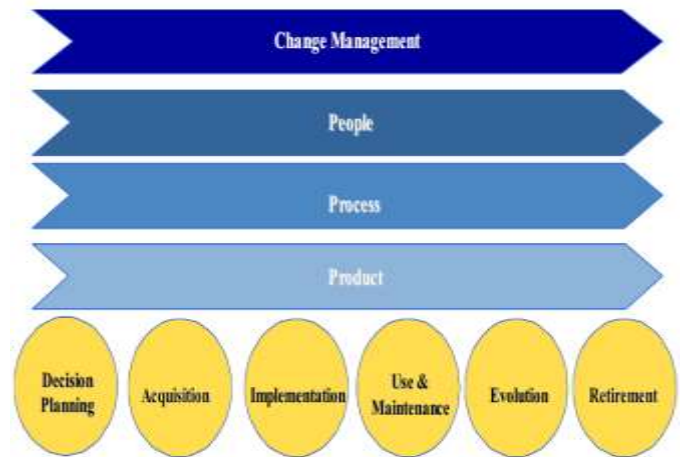 Change Management
People
Process
Product
Decision
Planning
Acquisition
Implementation
Use &
Maintenance
Evolution
Retirement